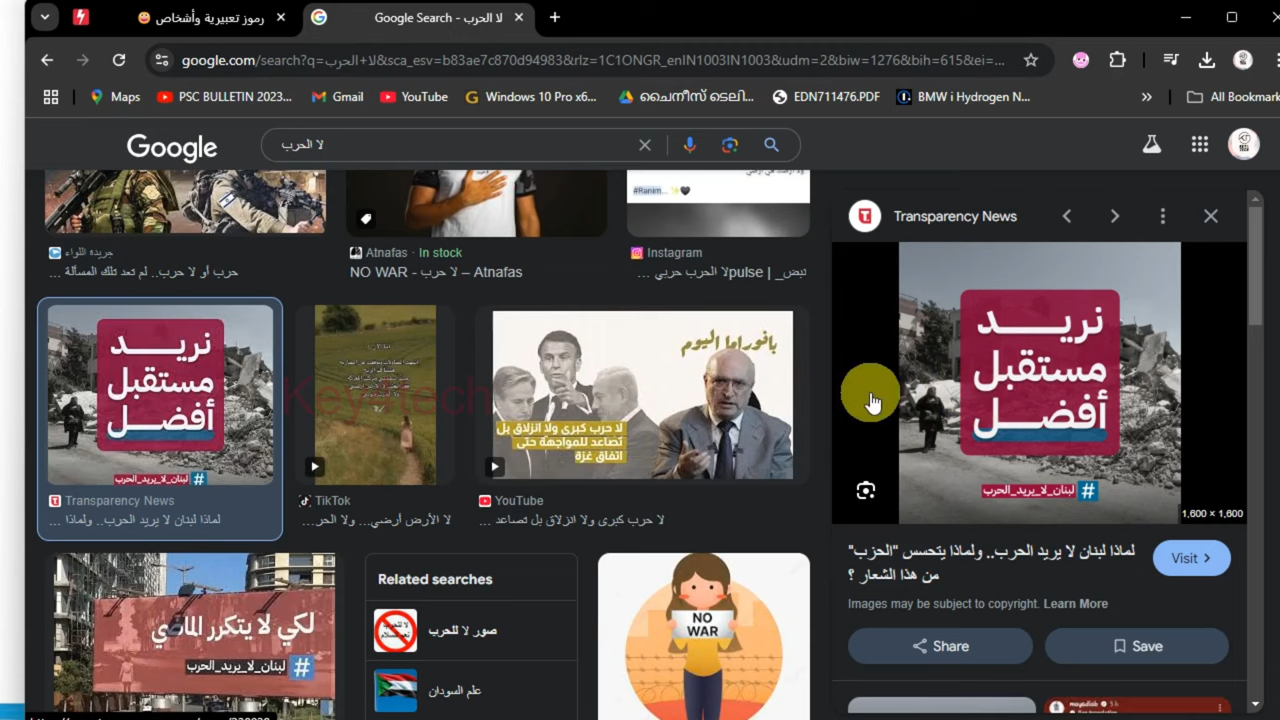 رموز تعبيرية وأشخاص
لا الحرب - Google Search
google.com/search?q=لا+الحرب&sca_esv=b83ae7c870d94983&rlz=1C1ONGR_enIN1003IN1003&udm=2&biw=1276&bih=615&ei=...
Maps
PSC BULLETIN 2023...
Gmail
YouTube
Windows 10 Pro x6...
ചൈനീസ് ടെലി...
EDN711476.PDF
BMW i Hydrogen N...
All Bookmark
Google
لا الحرب
#Ranim...
جريدة اللواء
حرب أو لا حرب.. لم تعد تلك المسألة ...
Atnafas · In stock
NO WAR - لا حرب – Atnafas
Instagram
نبض_ | pulseلا الحرب حربي ...
نريد
مستقبل
أفضل
#لبنان_لا_يريد_الحرب
Transparency News
لماذا لبنان لا يريد الحرب.. ولماذا ...
TikTok
لا الأرض أرضي... ولا الحر...
بانوراما اليوم
لا حرب كبرى ولا انزلاق بل
تصاعد للمواجهة حتى
اتفاق غزة
YouTube
لا حرب كبرى ولا انزلاق بل تصاعد ...
Keyotech
لكي لا يتكرر الماضي
#لبنان_لا_يريد_الحرب
Related searches
صور لا للحرب
علم السودان
NO
WAR
Transparency News
نريد
مستقبل
أفضل
#لبنان_لا_يريد_الحرب
1,600 × 1,600
لماذا لبنان لا يريد الحرب.. ولماذا يتحسس "الحزب"
من هذا الشعار ؟
Visit
Images may be subject to copyright. Learn More
Share
Save